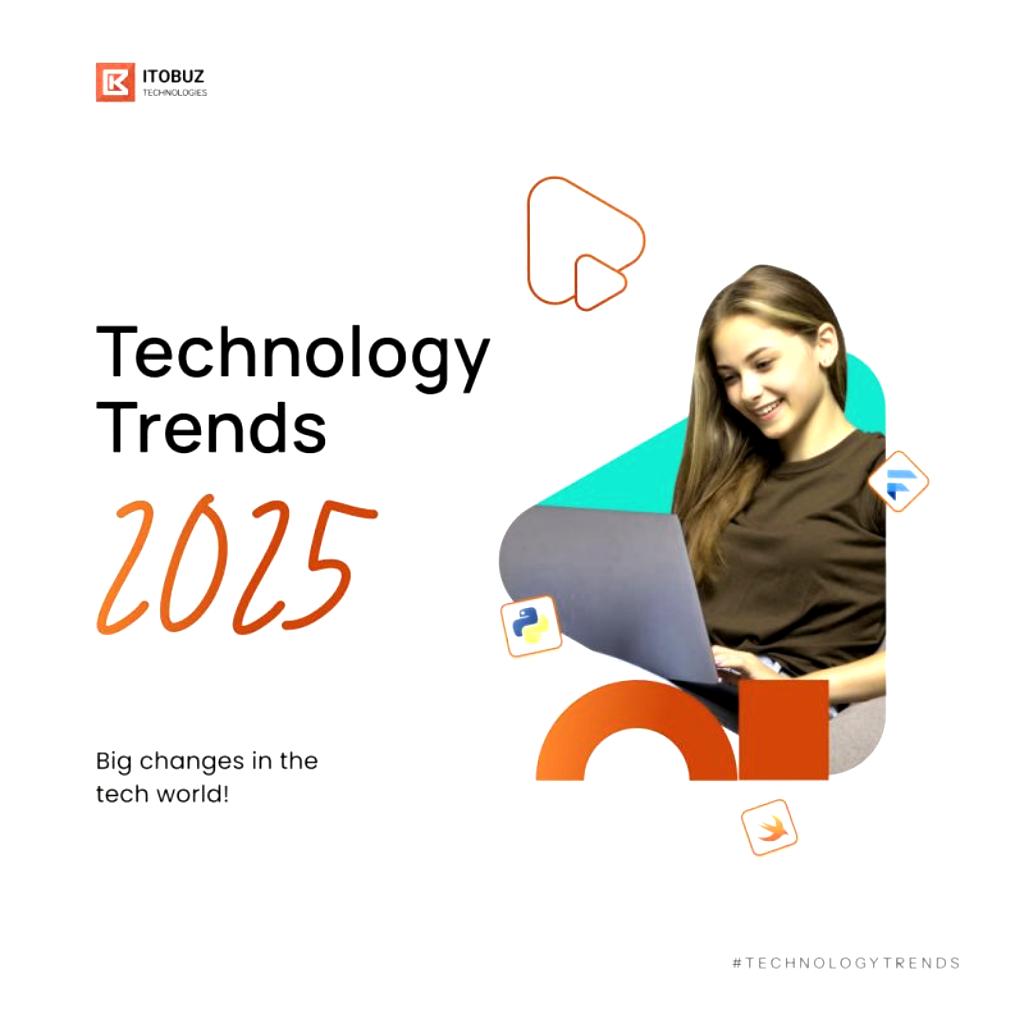 ITOBUZ
TECHNOLOGIES
Technology
Trends
2025
Big changes in the
tech world!
#TECHNOLOGYTRENDS